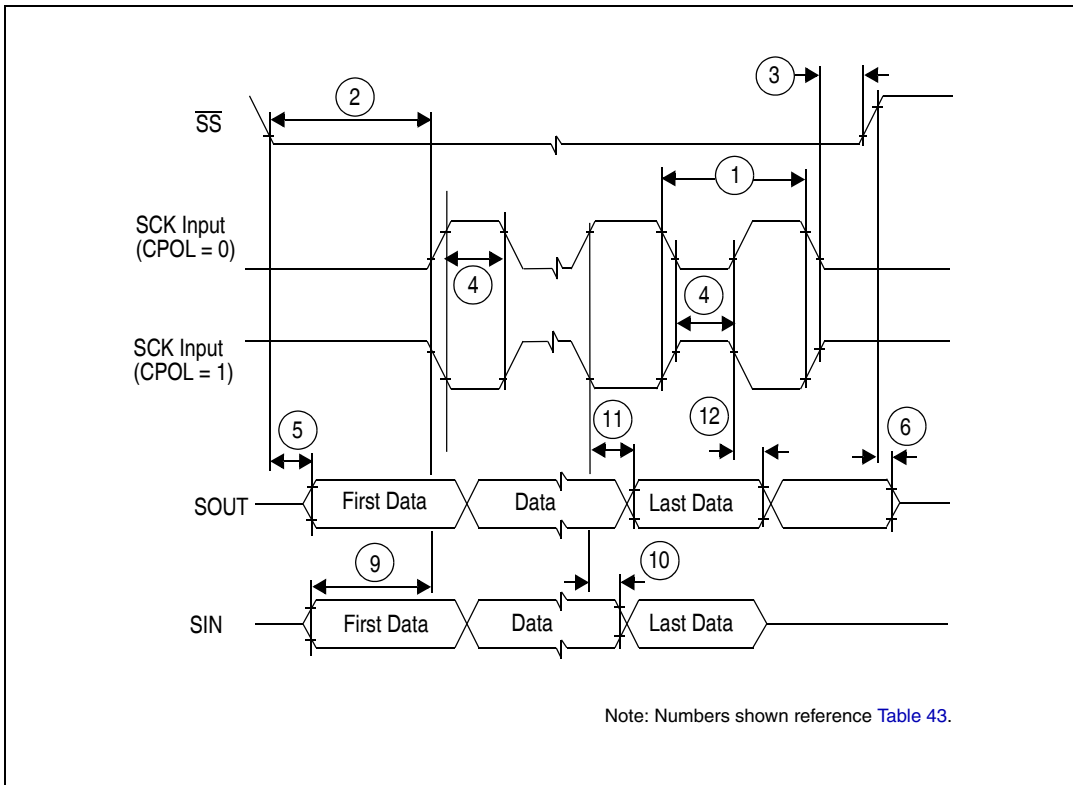 3
2
SS
1
SCK Input
(CPOL = 0)
4
4
SCK Input
(CPOL = 1)
5
11
12
6
SOUT
First Data
Data
Last Data
9
10
SIN
First Data
Data
Last Data
Note: Numbers shown reference Table 43.